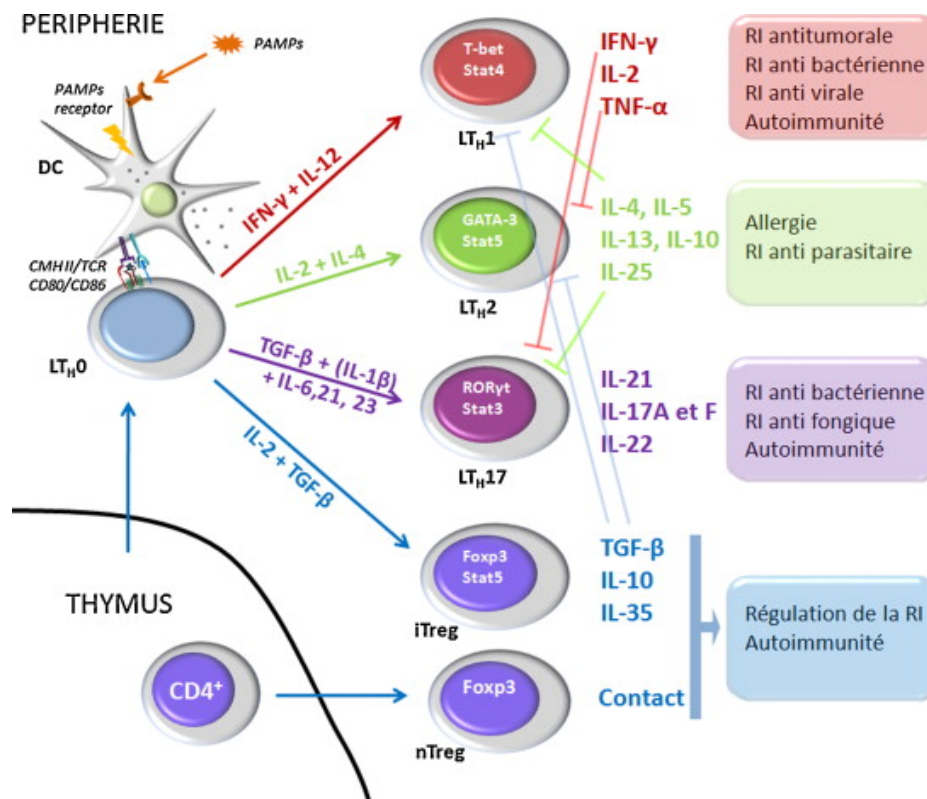 PERIPHERIE
PAMPs
PAMPs
receptor
DC
CMHII/TCR
CD80/CD86
LTH0
IFN-γ + IL-12
IL-2 + IL-4
TGF-β + (IL-1β)
+ IL-6,21, 23
IL-2 + TGF-β
T-bet
Stat4
LTH1
IFN-γ
IL-2
TNF-α
RI antitumorale
RI anti bactérienne
RI anti virale
Autoimmunité
GATA-3
Stat5
LTH2
IL-4, IL-5
IL-13, IL-10
IL-25
Allergie
RI anti parasitaire
RORγt
Stat3
LTH17
IL-21
IL-17A et F
IL-22
RI anti bactérienne
RI anti fongique
Autoimmunité
THYMUS
CD4+
Foxp3
Stat5
iTreg
TGF-β
IL-10
IL-35
Foxp3
nTreg
Contact
Régulation de la RI
Autoimmunité